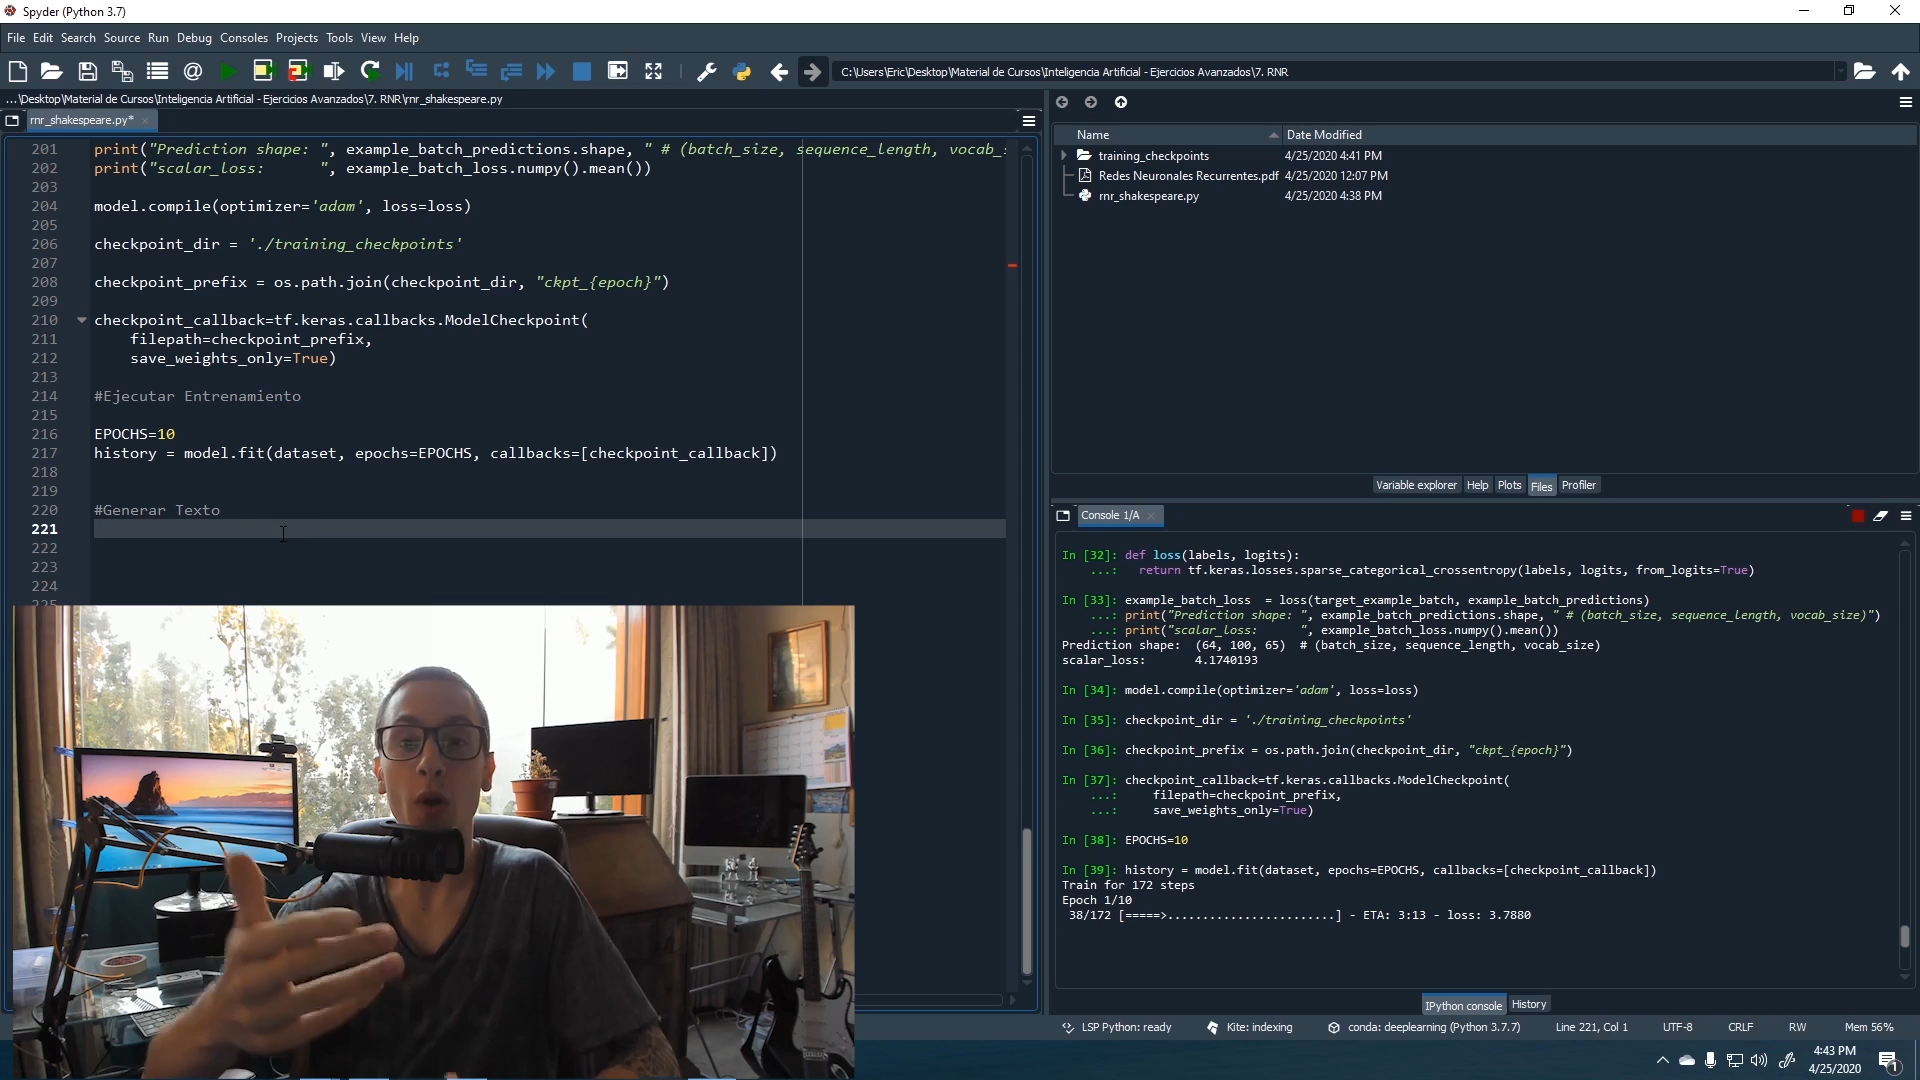 Spyder (Python 3.7)
File Edit Search Source Run Debug Consoles Projects Tools View Help
C:\Users\Eric\Desktop\Material de Cursos\Inteligencia Artificial - Ejercicios Avanzados\7. RNR
...\Desktop\Material de Cursos\Inteligencia Artificial - Ejercicios Avanzados\7. RNR\rnr_shakespeare.py
rnr_shakespeare.py*
201 print("Prediction shape: ", example_batch_predictions.shape, " # (batch_size, sequence_length, vocab_s
202 print("scalar_loss:      ", example_batch_loss.numpy().mean())
203
204 model.compile(optimizer='adam', loss=loss)
205
206 checkpoint_dir = './training_checkpoints'
207
208 checkpoint_prefix = os.path.join(checkpoint_dir, "ckpt_{epoch}")
209
210 checkpoint_callback=tf.keras.callbacks.ModelCheckpoint(
211     filepath=checkpoint_prefix,
212     save_weights_only=True)
213
214 #Ejecutar Entrenamiento
215
216 EPOCHS=10
217 history = model.fit(dataset, epochs=EPOCHS, callbacks=[checkpoint_callback])
218
219
220 #Generar Texto
221
222
223
224
225
Name Date Modified
training_checkpoints 4/25/2020 4:41 PM
Redes Neuronales Recurrentes.pdf 4/25/2020 12:07 PM
rnr_shakespeare.py 4/25/2020 4:38 PM
Variable explorer Help Plots Files Profiler
Console 1/A
In [32]: def loss(labels, logits):
    ...:   return tf.keras.losses.sparse_categorical_crossentropy(labels, logits, from_logits=True)
In [33]: example_batch_loss  = loss(target_example_batch, example_batch_predictions)
    ...: print("Prediction shape: ", example_batch_predictions.shape, " # (batch_size, sequence_length, vocab_size)")
    ...: print("scalar_loss:      ", example_batch_loss.numpy().mean())
Prediction shape:  (64, 100, 65)  # (batch_size, sequence_length, vocab_size)
scalar_loss:       4.1740193
In [34]: model.compile(optimizer='adam', loss=loss)
In [35]: checkpoint_dir = './training_checkpoints'
In [36]: checkpoint_prefix = os.path.join(checkpoint_dir, "ckpt_{epoch}")
In [37]: checkpoint_callback=tf.keras.callbacks.ModelCheckpoint(
    ...:     filepath=checkpoint_prefix,
    ...:     save_weights_only=True)
In [38]: EPOCHS=10
In [39]: history = model.fit(dataset, epochs=EPOCHS, callbacks=[checkpoint_callback])
Train for 172 steps
Epoch 1/10
 38/172 [=====>........................] - ETA: 3:13 - loss: 3.7880
IPython console History
LSP Python: ready Kite: indexing conda: deeplearning (Python 3.7.7) Line 221, Col 1 UTF-8 CRLF RW Mem 56%
4:43 PM
4/25/2020
1